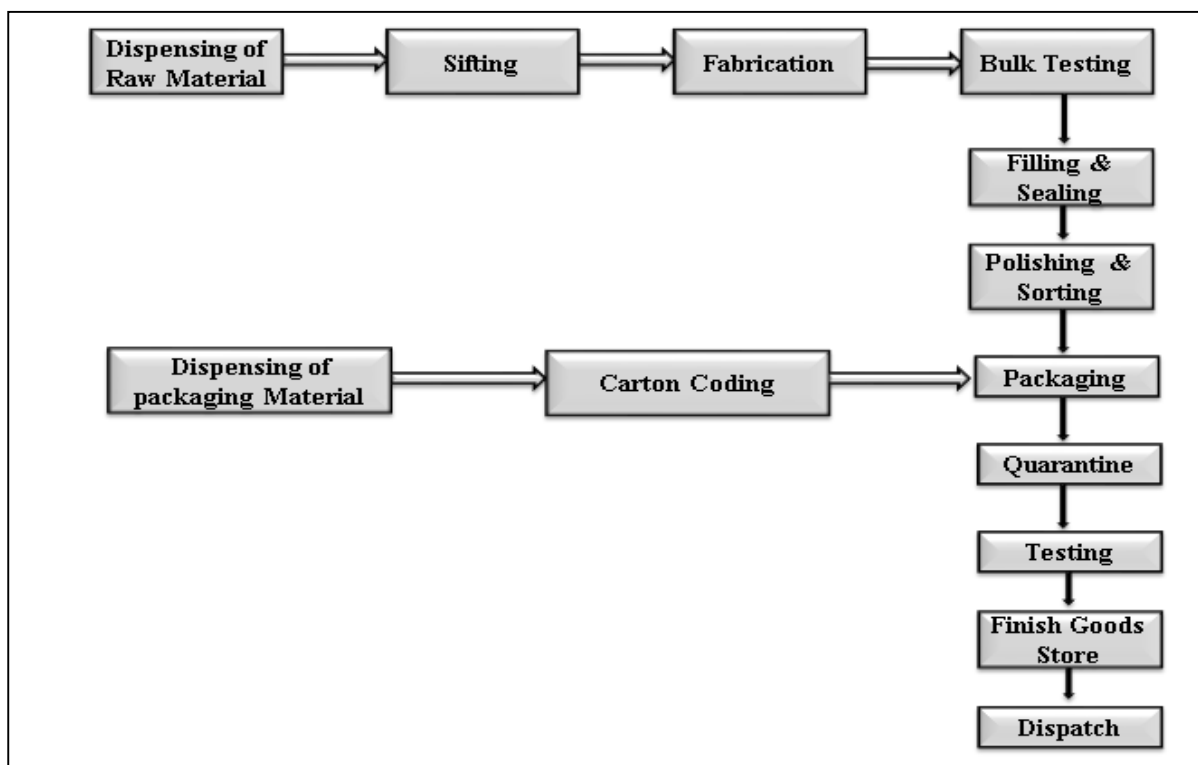 Dispensing of
Raw Material
Sifting
Fabrication
Bulk Testing
Filling &
Sealing
Polishing &
Sorting
Dispensing of
packaging Material
Carton Coding
Packaging
Quarantine
Testing
Finish Goods
Store
Dispatch